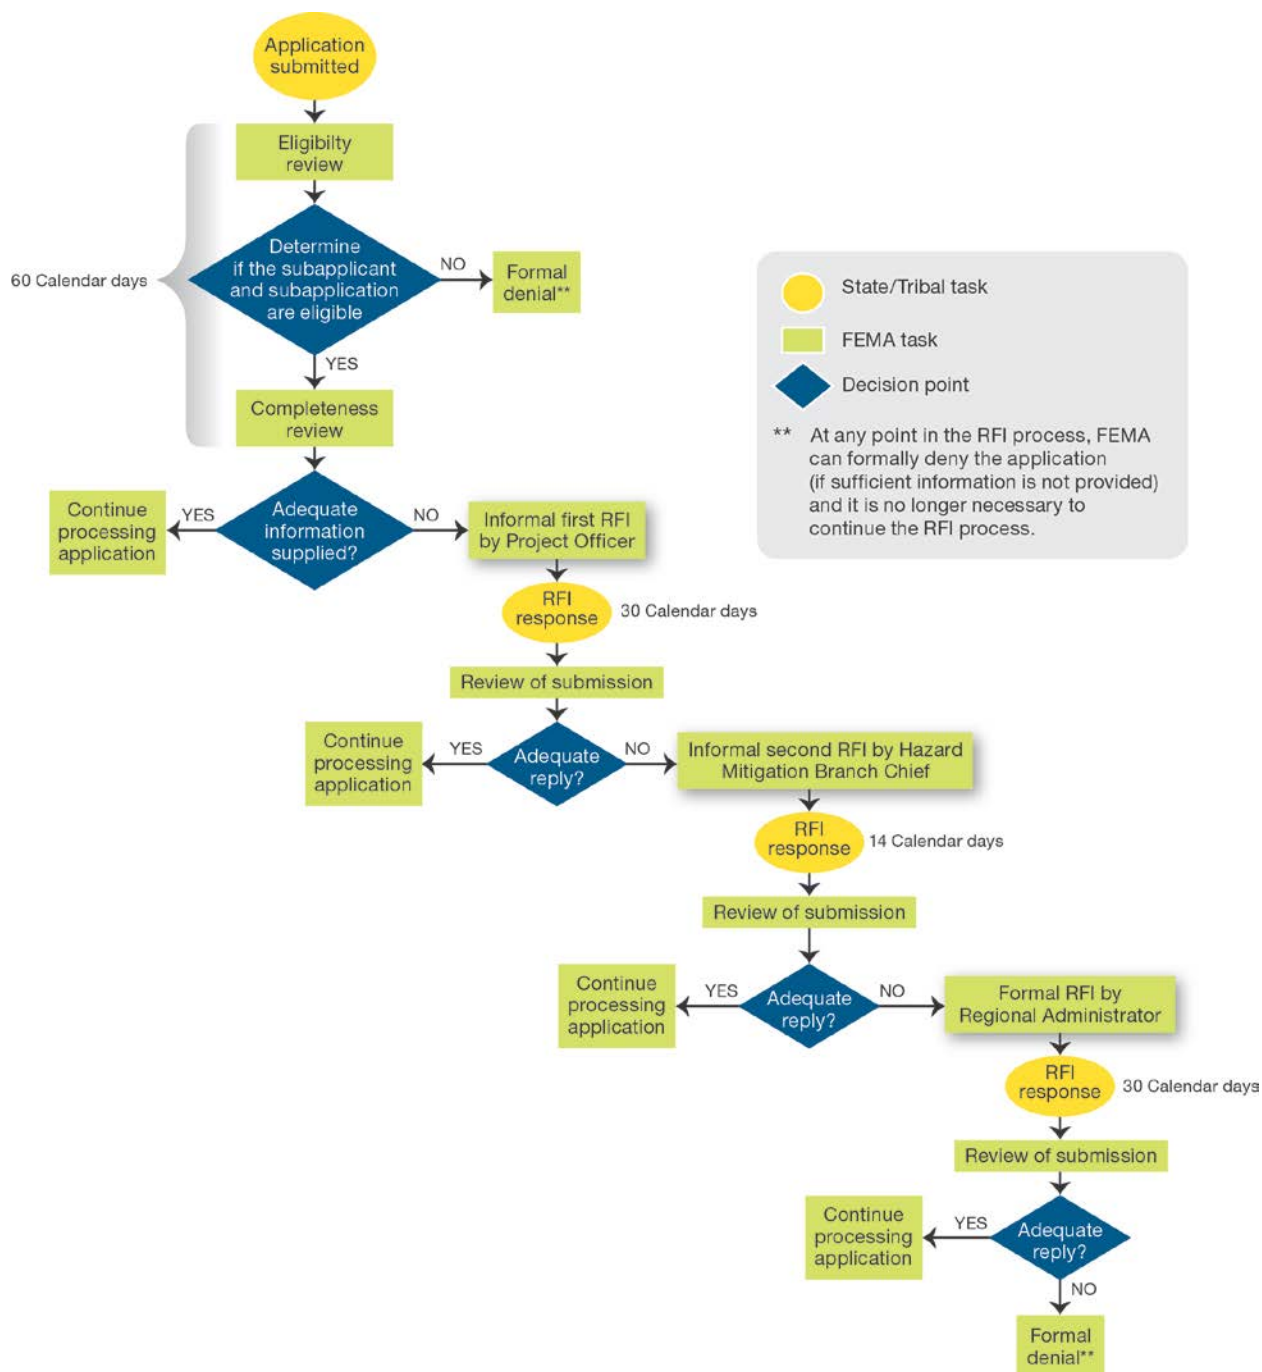 Application
submitted
Eligibilty
review
60 Calendar days
Determine
if the subapplicant
and subapplication
are eligible
NO
Formal
denial**
YES
Completeness
review
State/Tribal task
FEMA task
Decision point
** At any point in the RFI process, FEMA
can formally deny the application
(if sufficient information is not provided)
and it is no longer necessary to
continue the RFI process.
Continue
processing
application
YES
Adequate
information
supplied?
NO
Informal first RFI
by Project Officer
RFI
response
30 Calendar days
Review of submission
Continue
processing
application
YES
Adequate
reply?
NO
Informal second RFI by Hazard
Mitigation Branch Chief
RFI
response
14 Calendar days
Review of submission
Continue
processing
application
YES
Adequate
reply?
NO
Formal RFI by
Regional Administrator
RFI
response
30 Calendar days
Review of submission
Continue
processing
application
YES
Adequate
reply?
NO
Formal
denial**